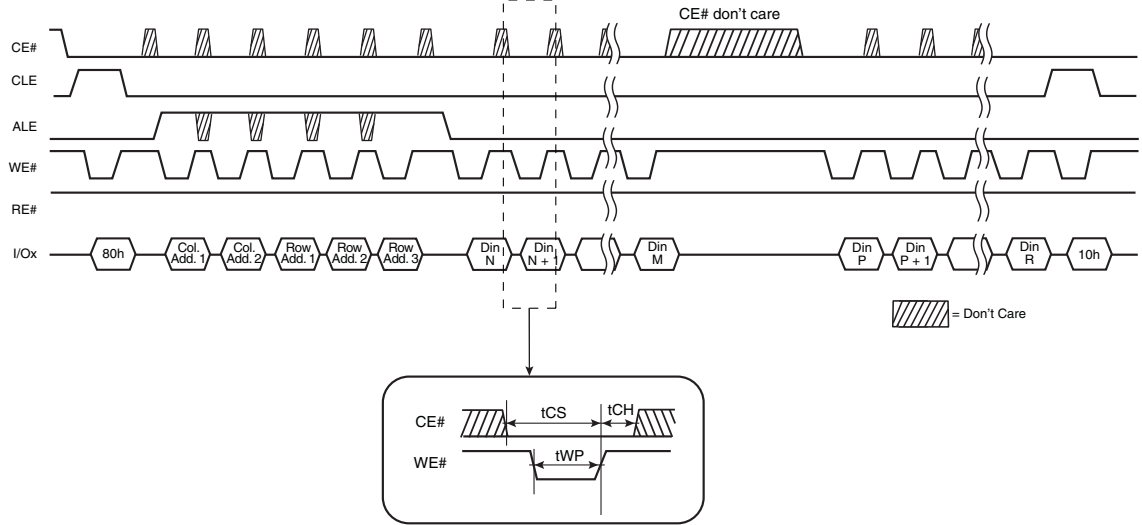 CE# don't care
CE#
CLE
ALE
WE#
RE#
I/Ox
80h
Col.
Add. 1
Col.
Add. 2
Row
Add. 1
Row
Add. 2
Row
Add. 3
Din
N
Din
N + 1
Din
M
Din
P
Din
P + 1
Din
R
10h
= Don't Care
CE#
tCS
tCH
WE#
tWP